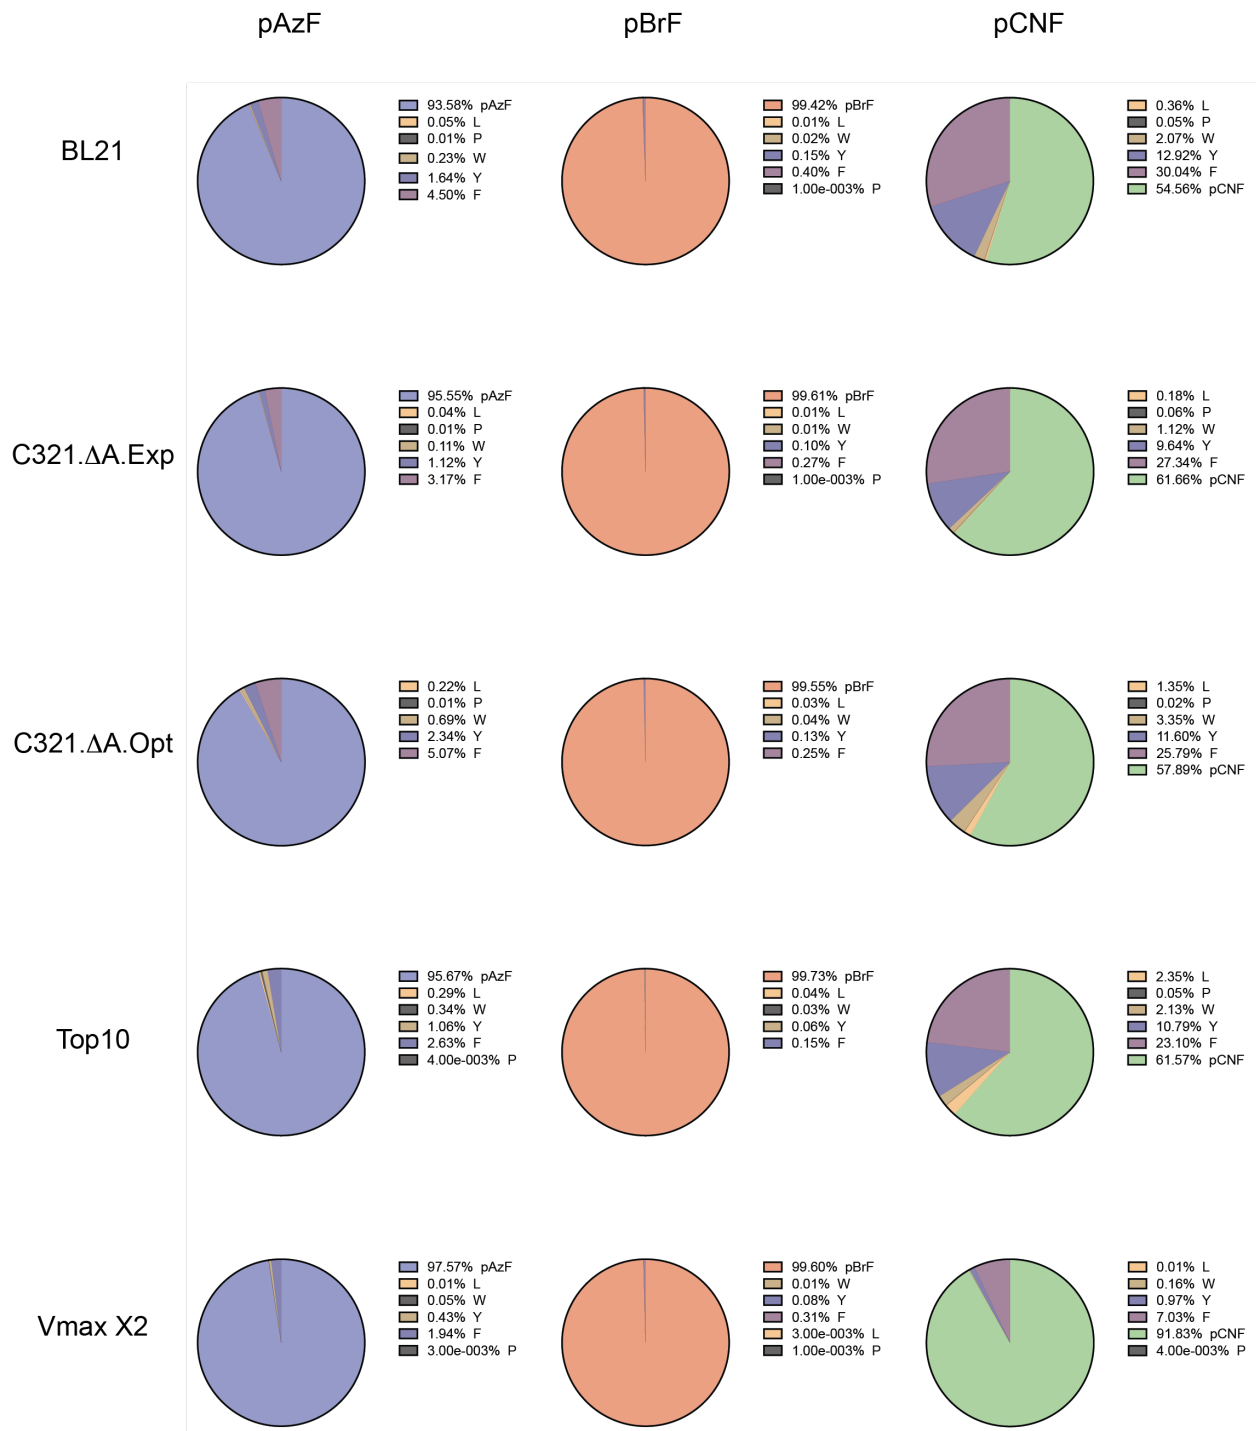 pAzF
pBrF
pCNF
BL21
93.58% pAzF
0.05% L
0.01% P
0.23% W
1.64% Y
4.50% F
99.42% pBrF
0.01% L
0.02% W
0.15% Y
0.40% F
1.00e-003% P
0.36% L
0.05% P
2.07% W
12.92% Y
30.04% F
54.56% pCNF
C321.ΔA.Exp
95.55% pAzF
0.04% L
0.01% P
0.11% W
1.12% Y
3.17% F
99.61% pBrF
0.01% L
0.01% W
0.10% Y
0.27% F
1.00e-003% P
0.18% L
0.06% P
1.12% W
9.64% Y
27.34% F
61.66% pCNF
C321.ΔA.Opt
0.22% L
0.01% P
0.69% W
2.34% Y
5.07% F
99.55% pBrF
0.03% L
0.04% W
0.13% Y
0.25% F
1.35% L
0.02% P
3.35% W
11.60% Y
25.79% F
57.89% pCNF
Top10
95.67% pAzF
0.29% L
0.34% W
1.06% Y
2.63% F
4.00e-003% P
99.73% pBrF
0.04% L
0.03% W
0.06% Y
0.15% F
2.35% L
0.05% P
2.13% W
10.79% Y
23.10% F
61.57% pCNF
Vmax X2
97.57% pAzF
0.01% L
0.05% W
0.43% Y
1.94% F
3.00e-003% P
99.60% pBrF
0.01% W
0.08% Y
0.31% F
3.00e-003% L
1.00e-003% P
0.01% L
0.16% W
0.97% Y
7.03% F
91.83% pCNF
4.00e-003% P